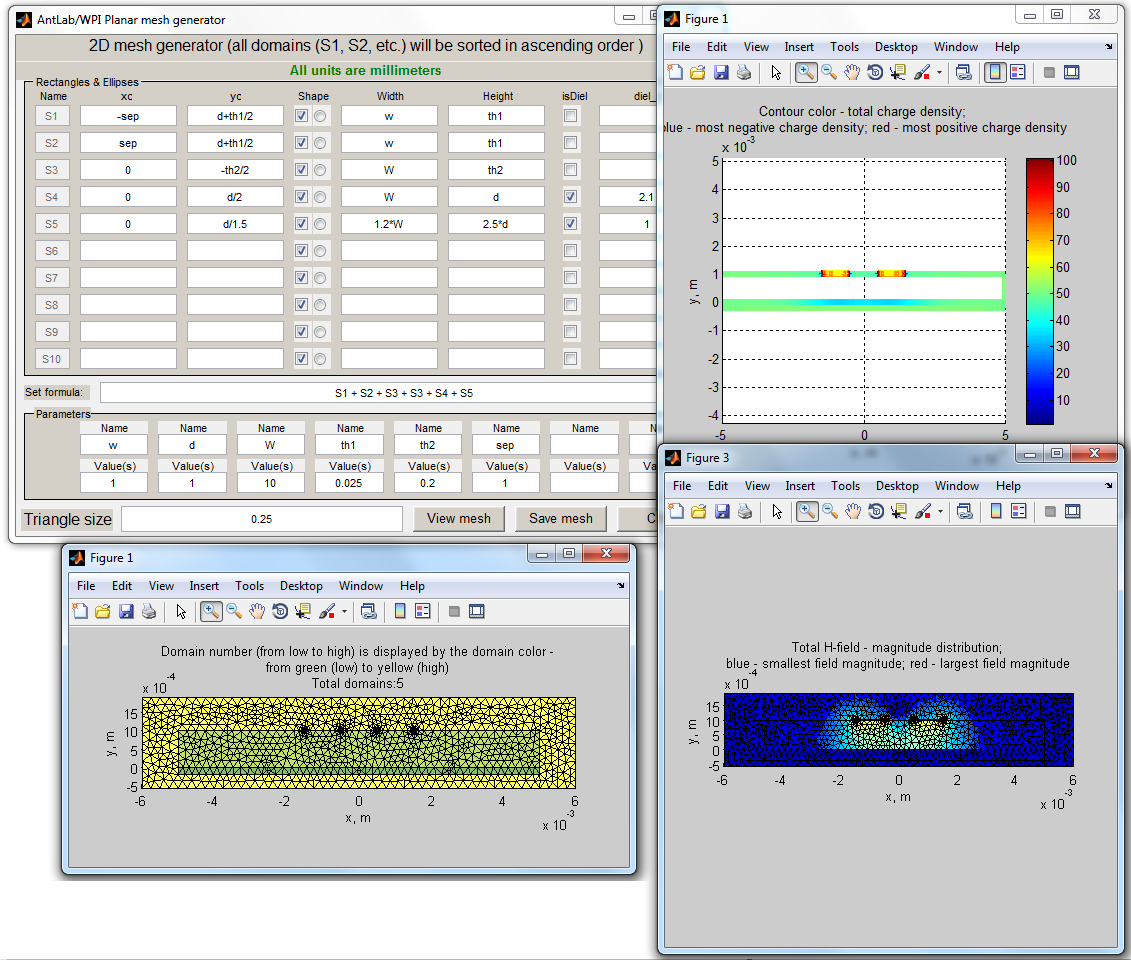 AntLab/WPI Planar mesh generator
2D mesh generator (all domains (S1, S2, etc.) will be sorted in ascending order )
All units are millimeters
Rectangles & Ellipses
Name xc yc Shape Width Height isDiel diel_
S1 -sep d+th1/2 w th1
S2 sep d+th1/2 w th1
S3 0 -th2/2 W th2
S4 0 d/2 W d 2.1
S5 0 d/1.5 1.2*W 2.5*d 1
S6
S7
S8
S9
S10
Set formula: S1 + S2 + S3 + S3 + S4 + S5
Parameters
Name Name Name Name Name Name Name N
w d W th1 th2 sep
Value(s) Value(s) Value(s) Value(s) Value(s) Value(s) Value(s) Va
1 1 10 0.025 0.2 1
Triangle size 0.25 View mesh Save mesh C
Figure 1
File Edit View Insert Tools Desktop Window Help
Contour color - total charge density;
blue - most negative charge density; red - most positive charge density
x 10-3
5
4
3
2
1
0
-1
-2
-3
-4
y, m
-5 0 5
100
90
80
70
60
50
40
30
20
10
Figure 1
File Edit View Insert Tools Desktop Window Help
Domain number (from low to high) is displayed by the domain color -
from green (low) to yellow (high)
Total domains:5
x 10-4
15
10
5
0
-5
y, m
-6 -4 -2 0 2 4 6
x, m
x 10-3
Figure 3
File Edit View Insert Tools Desktop Window Help
Total H-field - magnitude distribution;
blue - smallest field magnitude; red - largest field magnitude
x 10-4
15
10
5
0
-5
y, m
-6 -4 -2 0 2 4 6
x, m
x 10-3